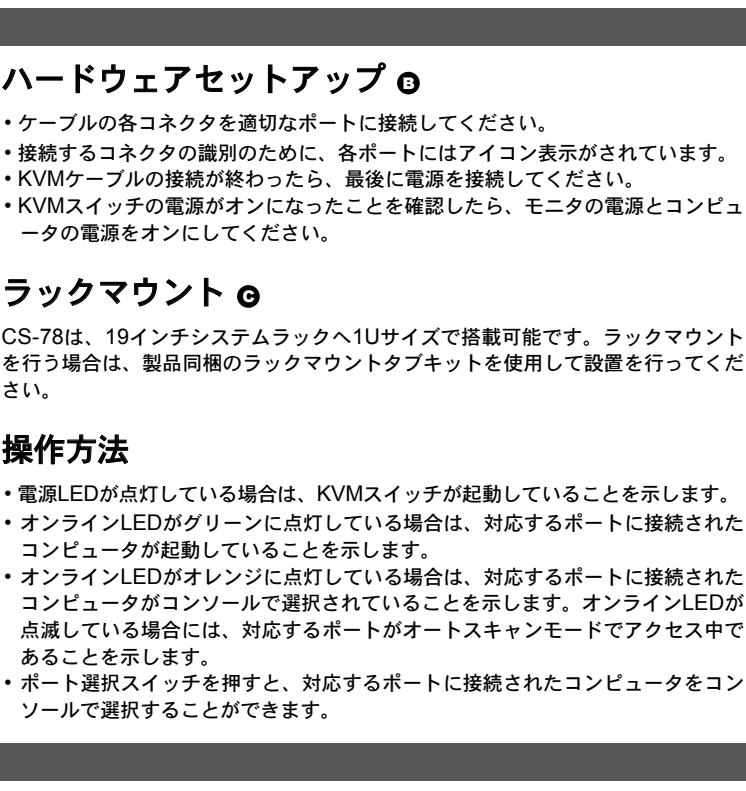 ハードウェアセットアップ B
・ケーブルの各コネクタを適切なポートに接続してください。
・接続するコネクタの識別のために、各ポートにはアイコン表示がされています。
・KVMケーブルの接続が終わったら、最後に電源を接続してください。
・KVMスイッチの電源がオンになったことを確認したら、モニタの電源とコンピュ
ータの電源をオンにしてください。
ラックマウント C
CS-78は、19インチシステムラックへ1Uサイズで搭載可能です。ラックマウント
を行う場合は、製品同梱のラックマウントタブキットを使用して設置を行ってくだ
さい。
操作方法
・電源LEDが点灯している場合は、KVMスイッチが起動していることを示します。
・オンラインLEDがグリーンに点灯している場合は、対応するポートに接続された
コンピュータが起動していることを示します。
・オンラインLEDがオレンジに点灯している場合は、対応するポートに接続された
コンピュータがコンソールで選択されていることを示します。オンラインLEDが
点滅している場合には、対応するポートがオートスキャンモードでアクセス中で
あることを示します。
・ポート選択スイッチを押すと、対応するポートに接続されたコンピュータをコン
ソールで選択することができます。